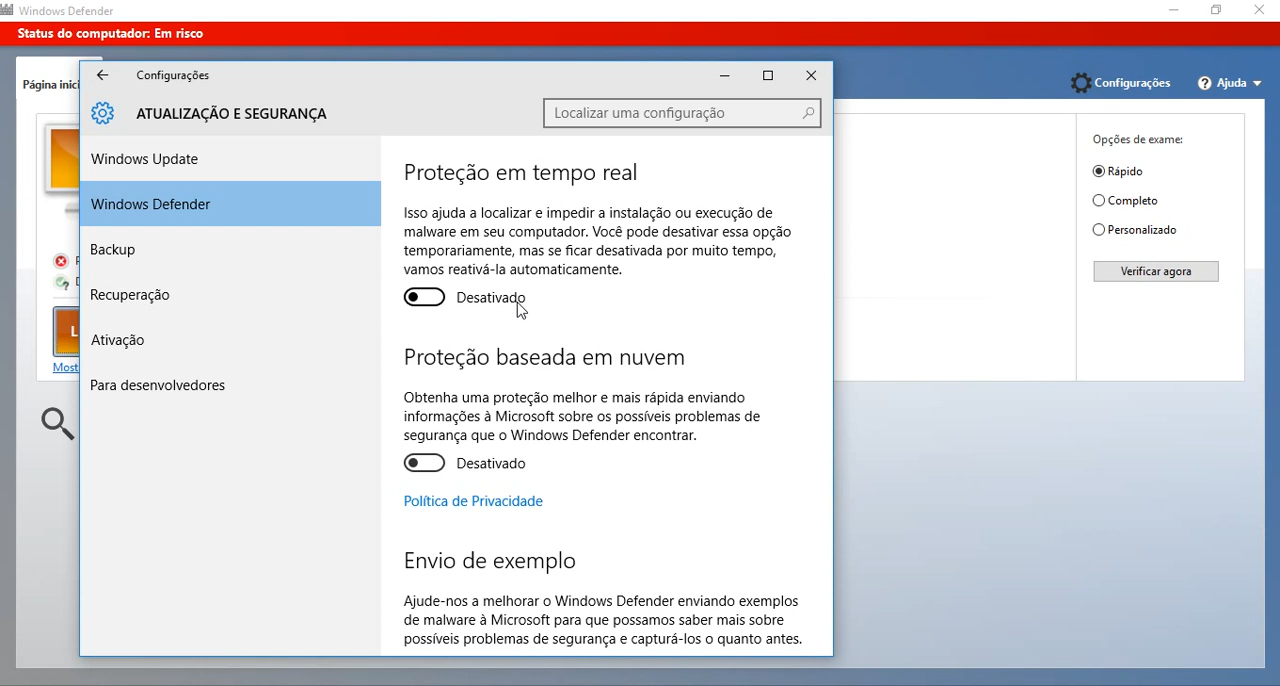 Windows Defender
Status do computador: Em risco
Página inici
Configurações
Ajuda
Configurações
ATUALIZAÇÃO E SEGURANÇA
Localizar uma configuração
Windows Update
Windows Defender
Backup
Recuperação
Ativação
Para desenvolvedores
Proteção em tempo real
Isso ajuda a localizar e impedir a instalação ou execução de
malware em seu computador. Você pode desativar essa opção
temporariamente, mas se ficar desativada por muito tempo,
vamos reativá-la automaticamente.
Desativado
Proteção baseada em nuvem
Obtenha uma proteção melhor e mais rápida enviando
informações à Microsoft sobre os possíveis problemas de
segurança que o Windows Defender encontrar.
Desativado
Política de Privacidade
Envio de exemplo
Ajude-nos a melhorar o Windows Defender enviando exemplos
de malware à Microsoft para que possamos saber mais sobre
possíveis problemas de segurança e capturá-los o quanto antes.
L
Most
Opções de exame:
Rápido
Completo
Personalizado
Verificar agora